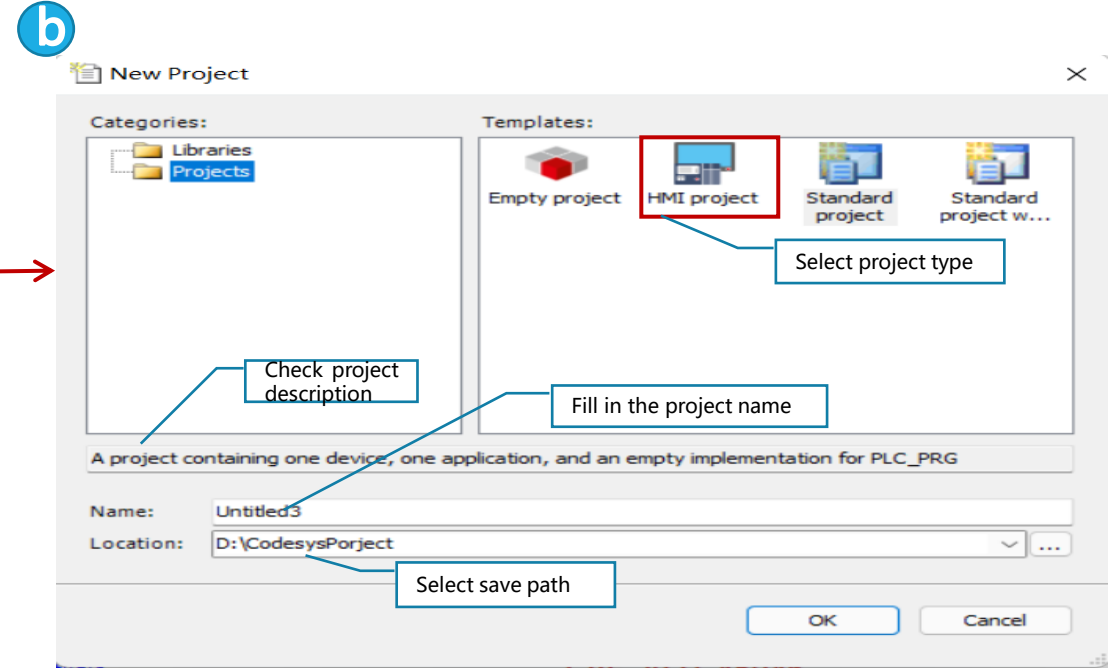 b
New Project
Categories:
Templates:
Libraries
Projects
Empty project
HMI project
Standard
project
Standard
project w...
Select project type
Check project
description
Fill in the project name
A project containing one device, one application, and an empty implementation for PLC_PRG
Name:
Untitled3
Location:
D:\CodesysPorject
...
Select save path
OK
Cancel